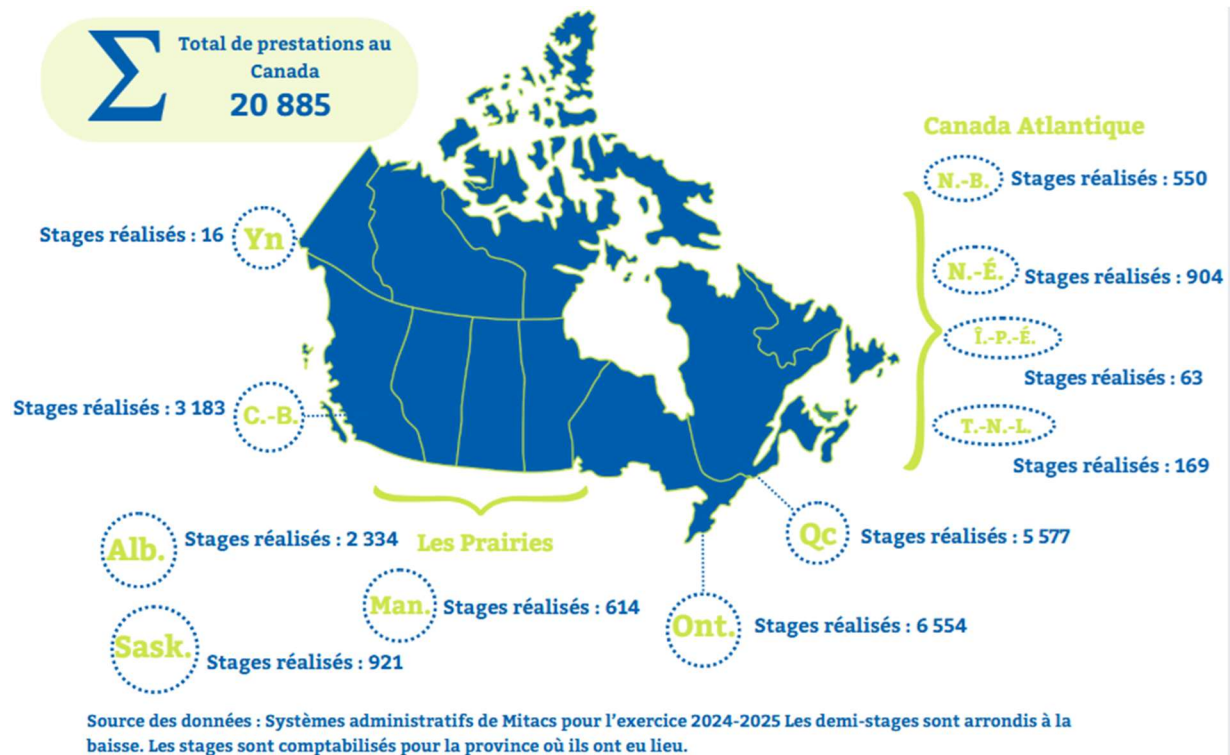 Total de prestations au
Canada
20 885
Canada Atlantique
N.-B.
Stages réalisés : 550
N.-É.
Stages réalisés : 904
Î.-P.-É.
Stages réalisés : 63
T.-N.-L.
Stages réalisés : 169
Stages réalisés : 16
Yn
Stages réalisés : 3 183
C.-B.
Les Prairies
Alb.
Stages réalisés : 2 334
Sask.
Stages réalisés : 921
Man.
Stages réalisés : 614
Ont.
Stages réalisés : 6 554
Qc
Stages réalisés : 5 577
Source des données : Systèmes administratifs de Mitacs pour l’exercice 2024-2025 Les demi-stages sont arrondis à la
baisse. Les stages sont comptabilisés pour la province où ils ont eu lieu.